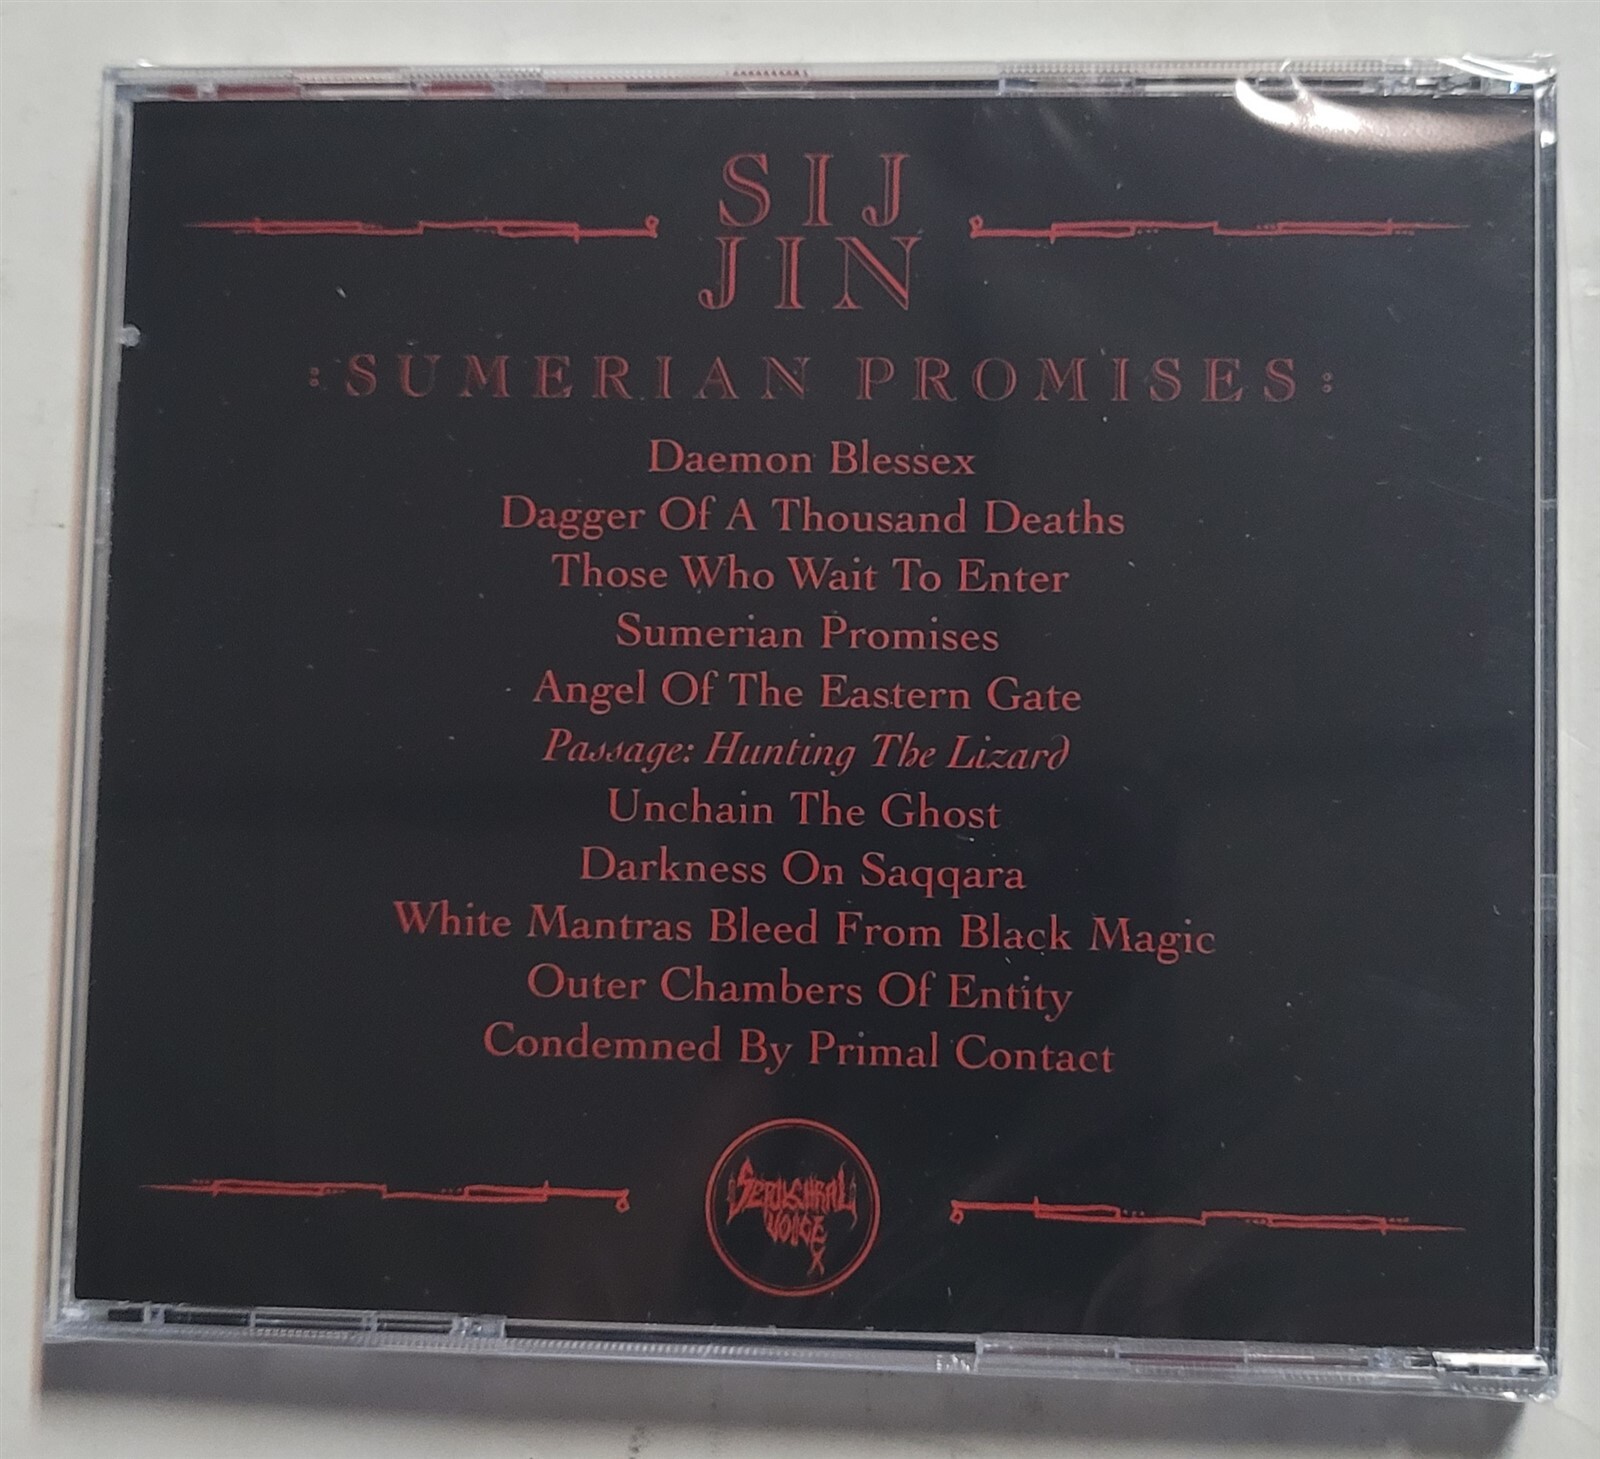 SIJ
JIN
:SUMERIAN PROMISES:
Daemon Blessex
Dagger Of A Thousand Deaths
Those Who Wait To Enter
Sumerian Promises
Angel Of The Eastern Gate
Passage: Hunting The Lizard
Unchain The Ghost
Darkness On Saqqara
White Mantras Bleed From Black Magic
Outer Chambers Of Entity
Condemned By Primal Contact
SEPULCHRAL
VOICE